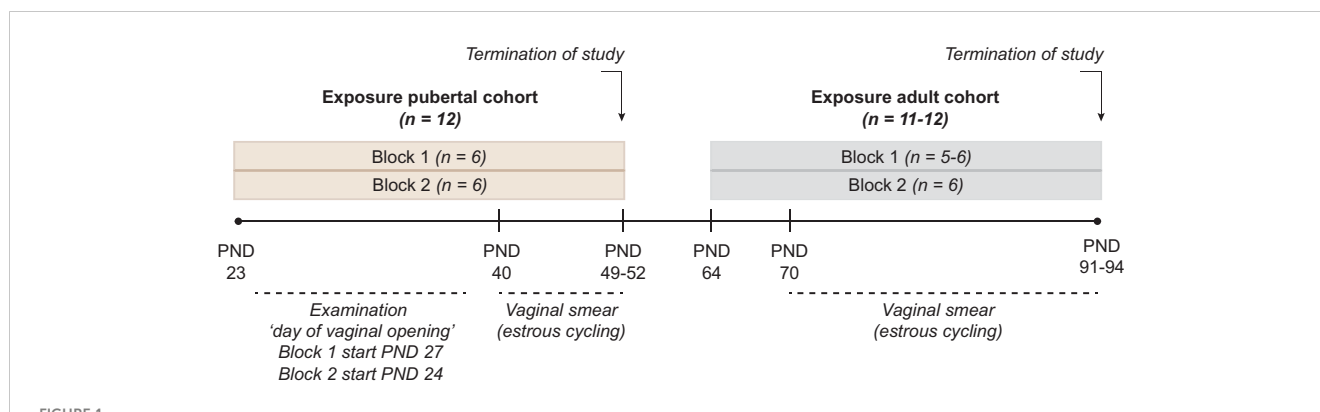 Termination of study
Termination of study
Exposure pubertal cohort
(n = 12)
Exposure adult cohort
(n = 11-12)
Block 1 (n = 6)
Block 2 (n = 6)
Block 1 (n = 5-6)
Block 2 (n = 6)
PND
23
PND
40
PND
49-52
PND
64
PND
70
PND
91-94
Examination
‘day of vaginal opening’
Block 1 start PND 27
Block 2 start PND 24
Vaginal smear
(estrous cycling)
Vaginal smear
(estrous cycling)